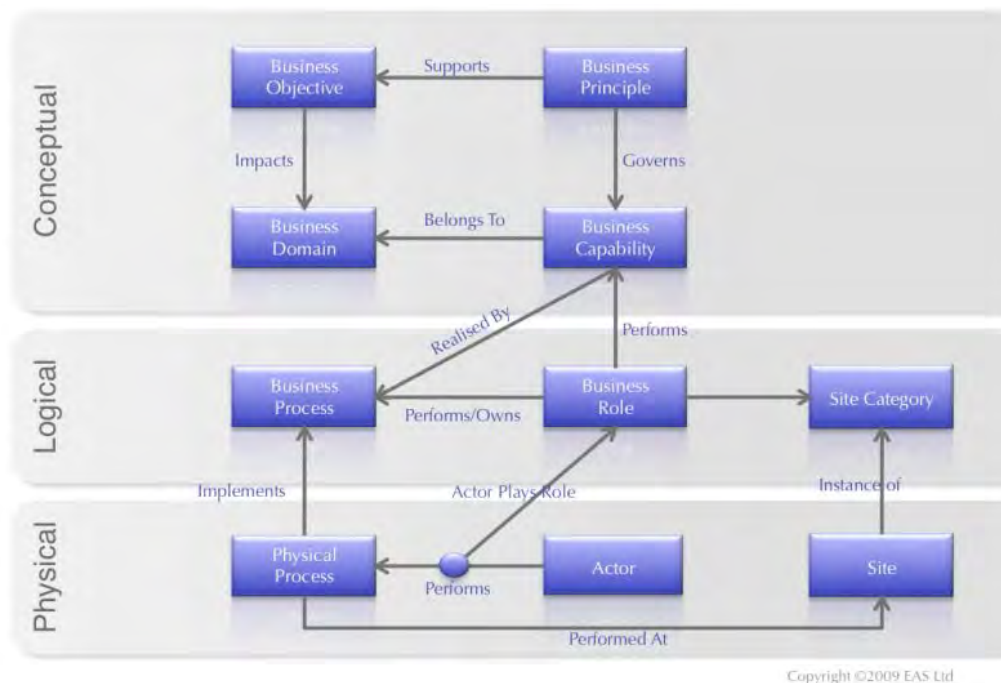 Conceptual
Business
Objective
Supports
Business
Principle
Impacts
Governs
Business
Domain
Belongs To
Business
Capability
Realised By
Performs
Logical
Business
Process
Performs/Owns
Business
Role
Site Category
Implements
Actor Plays Role
Instance of
Physical
Physical
Process
Performs
Actor
Site
Performed At
Copyright ©2009 EAS Ltd